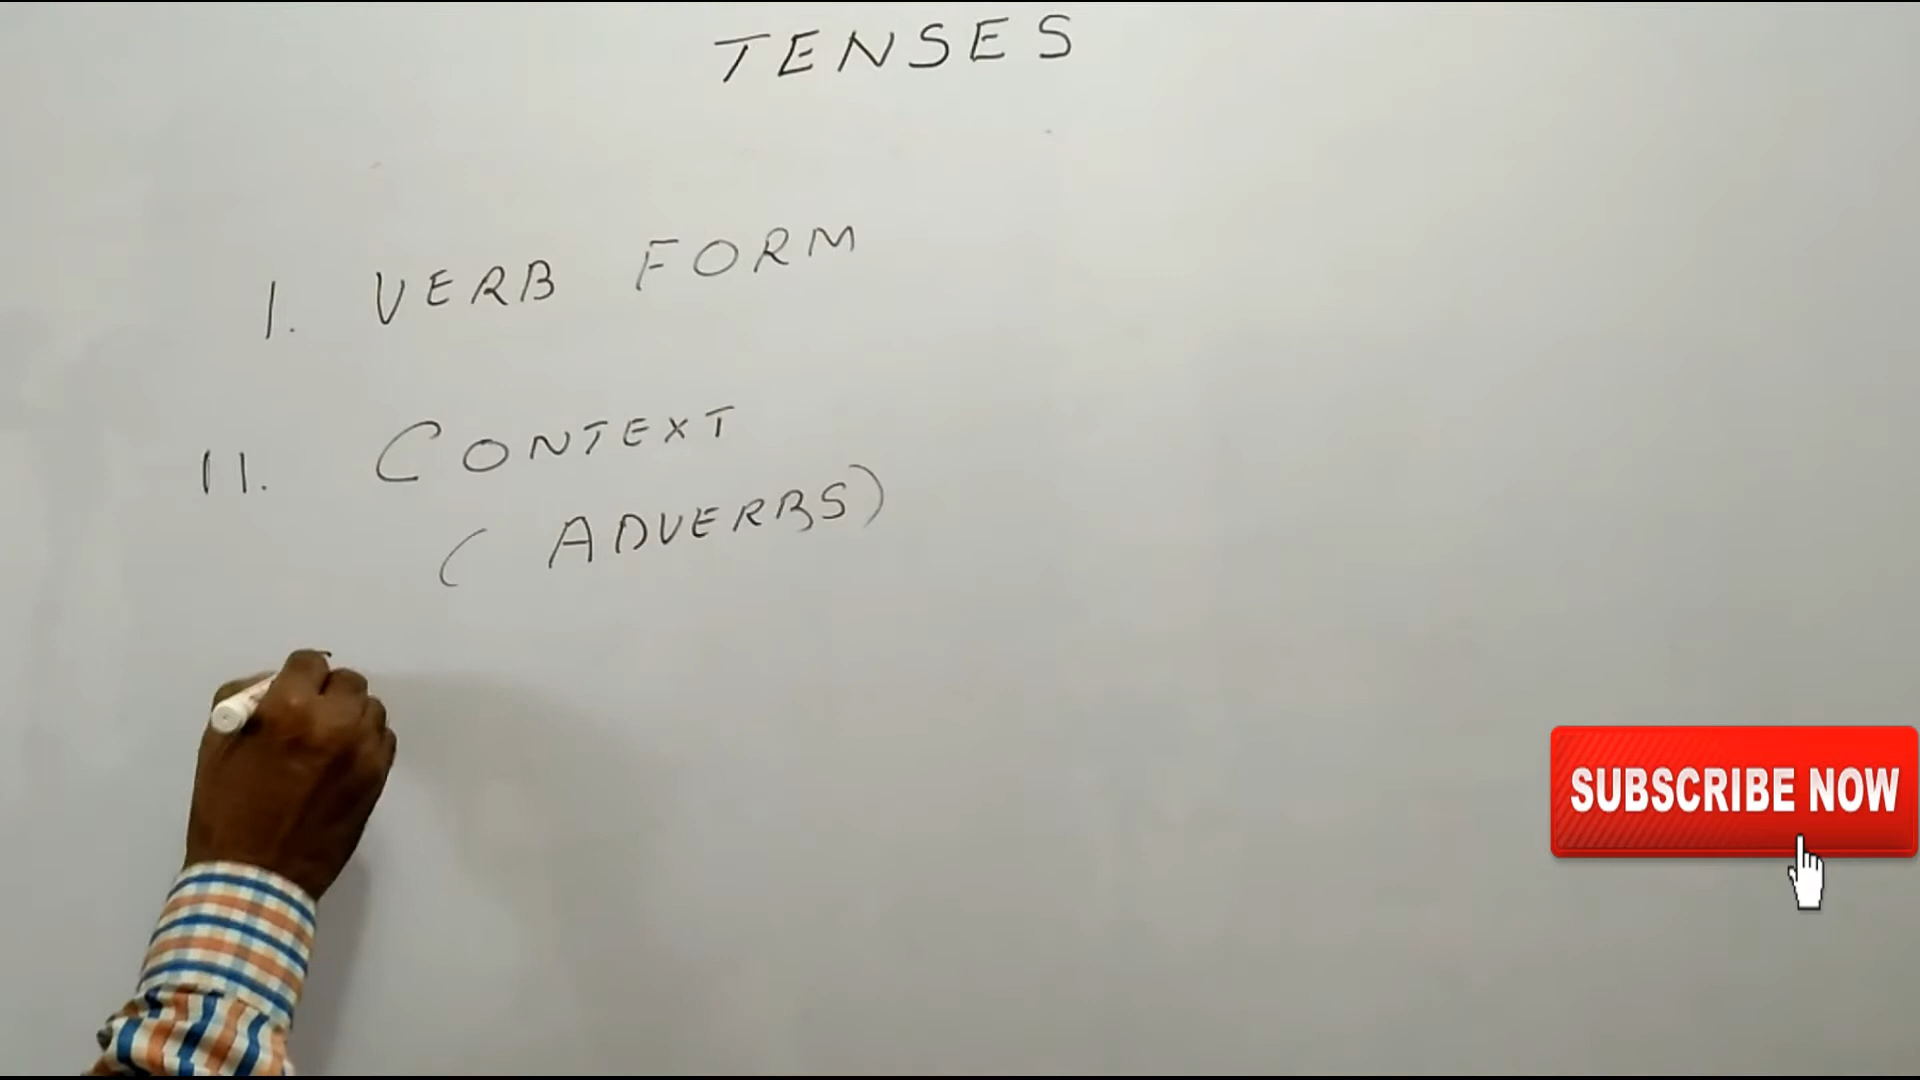 TENSES
I. VERB FORM
II. CONTEXT
(ADVERBS)
SUBSCRIBE NOW